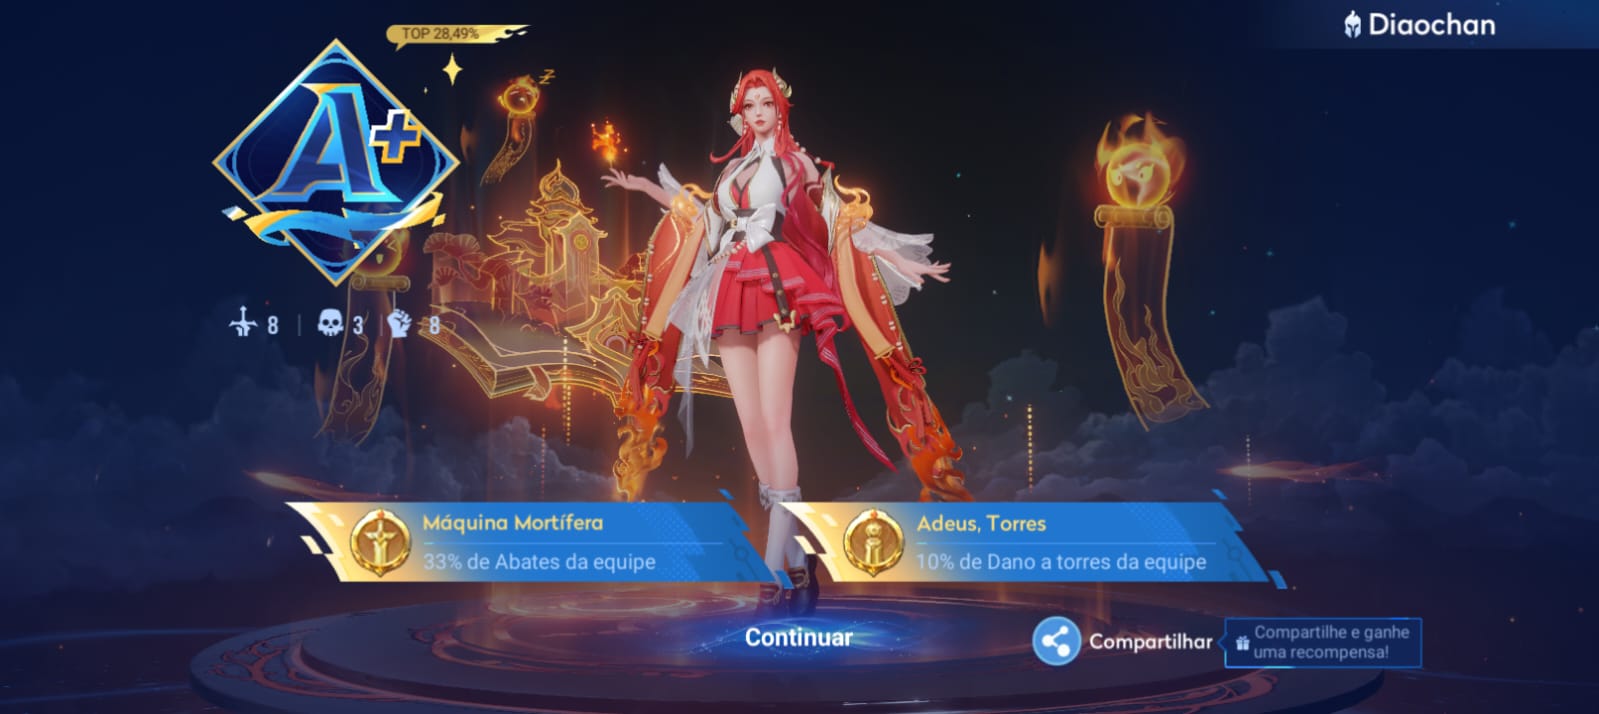 TOP 28,49%
Diaochan
A+
8 | 3 | 8
Máquina Mortífera
33% de Abates da equipe
Adeus, Torres
10% de Dano a torres da equipe
Continuar
Compartilhar
Compartilhe e ganhe
uma recompensa!